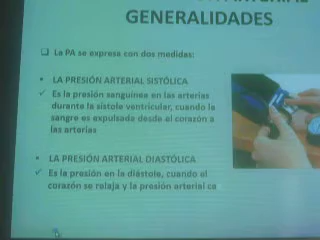 GENERALIDADES
La PA se expresa con dos medidas:
LA PRESIÓN ARTERIAL SISTÓLICA
Es la presión sanguínea en las arterias
durante la sístole ventricular, cuando la
sangre es expulsada desde el corazón a
las arterias
LA PRESIÓN ARTERIAL DIASTÓLICA
Es la presión en la diástole, cuando el
corazón se relaja y la presión arterial ca